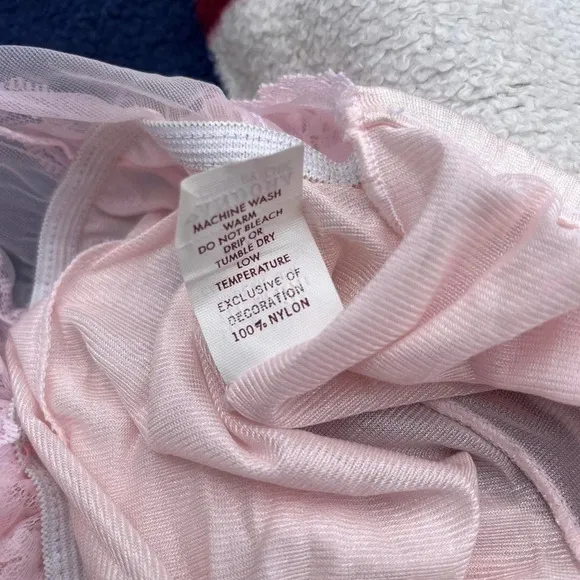 MACHINE WASH
WARM
DO NOT BLEACH
DRIP OR
TUMBLE DRY
LOW
TEMPERATURE
EXCLUSIVE OF
DECORATION
100% NYLON